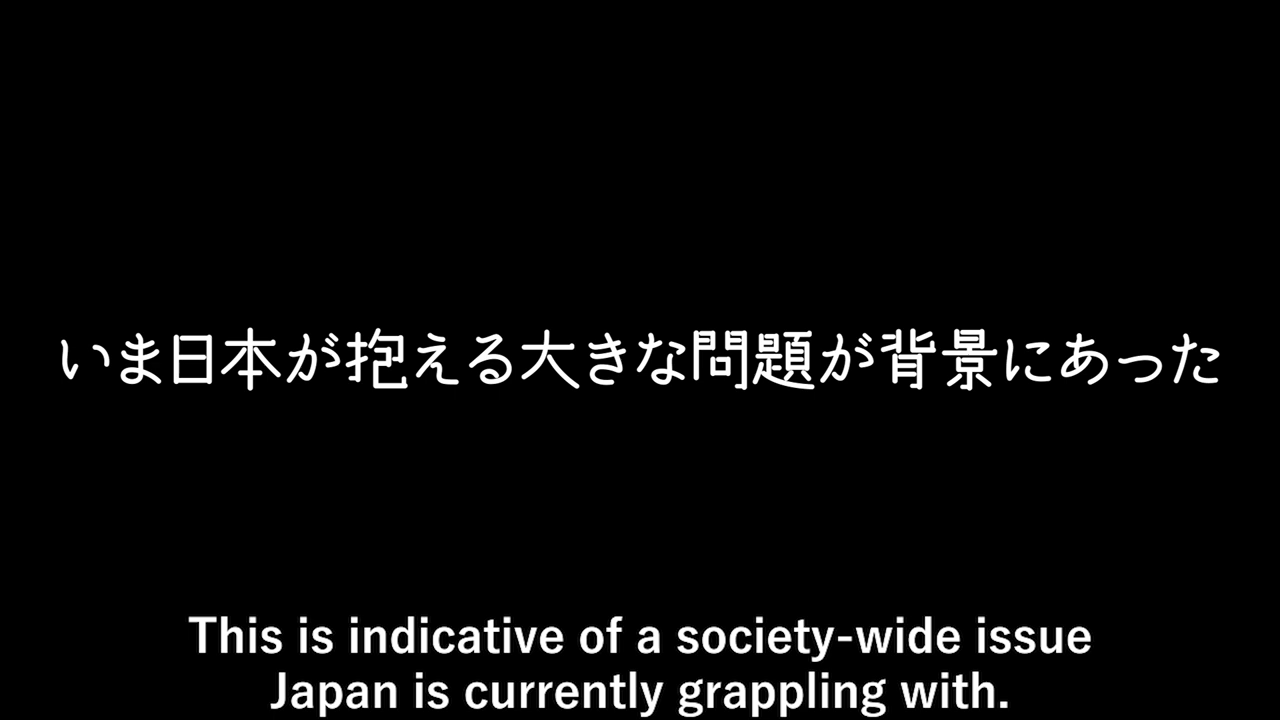 いま日本が抱える大きな問題が背景にあった
This is indicative of a society-wide issue
Japan is currently grappling with.